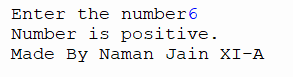 Enter the number6
Number is positive.
Made By Naman Jain XI-A